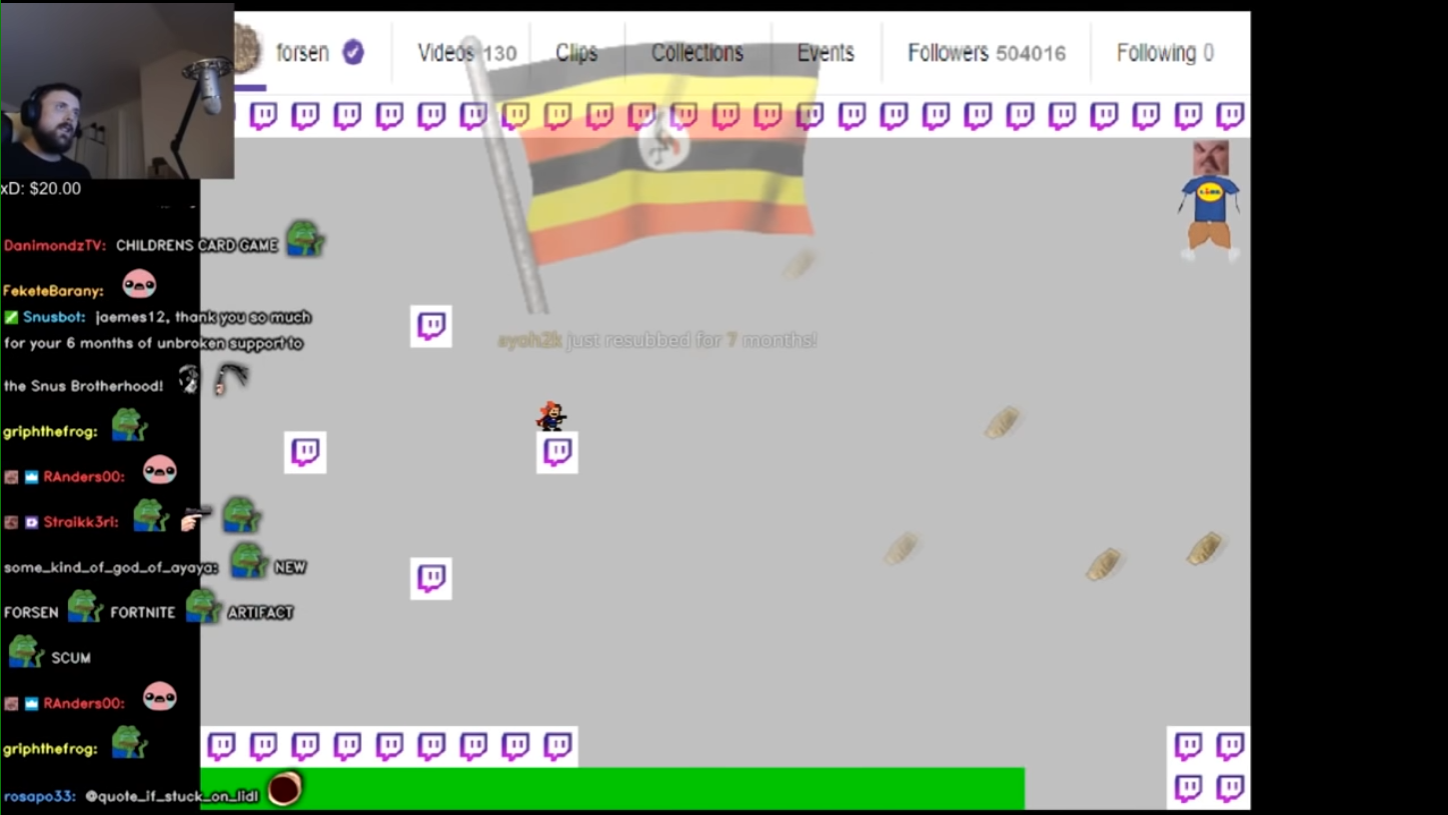 forsen Videos 130 Clips Collections Events Followers 504016 Following 0
xD: $20.00
DanimondzTV: CHILDRENS CARD GAME
FeketeBarany:
Snusbot: jaemes12, thank you so much
for your 6 months of unbroken support to
the Snus Brotherhood!
ayoh2k just resubbed for 7 months!
griphthefrog:
RAnders00:
Straikk3ri:
some_kind_of_god_of_ayaya: NEW
FORSEN FORTNITE ARTIFACT
SCUM
RAnders00:
griphthefrog:
rosapo33: @quote_if_stuck_on_lidl